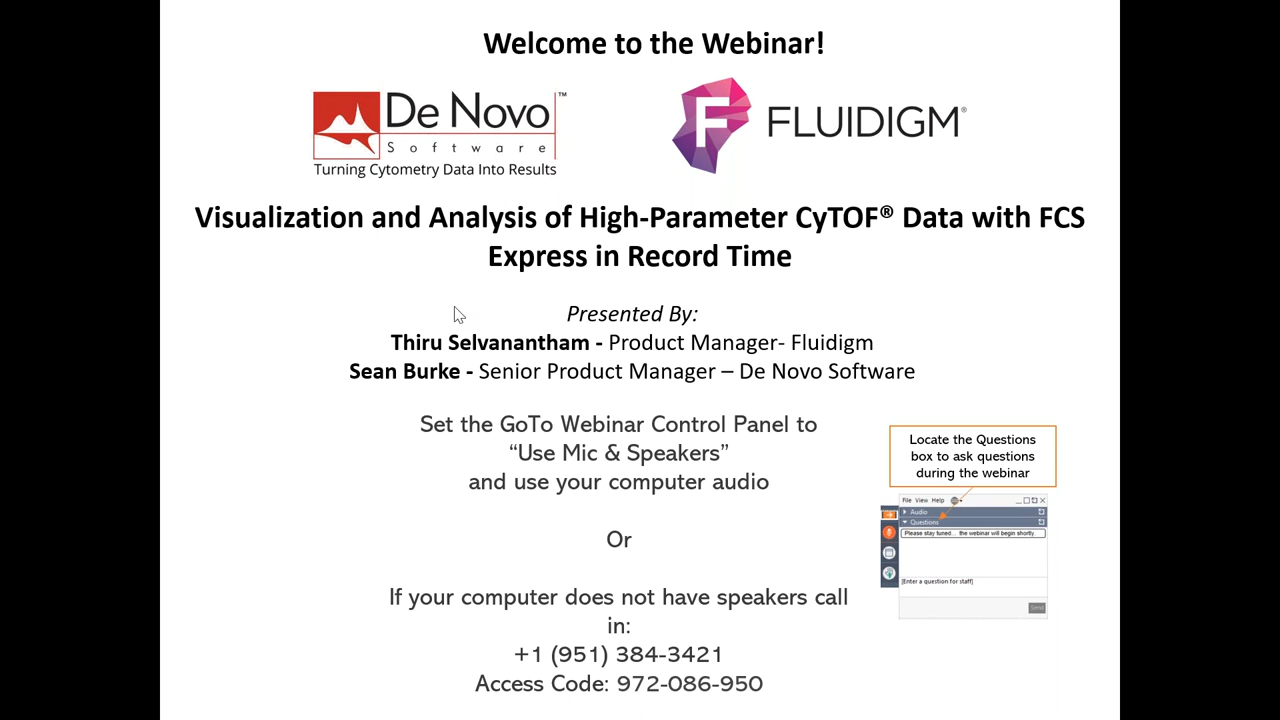 Welcome to the Webinar!
De Novo™
Software
Turning Cytometry Data Into Results
F FLUIDIGM®
Visualization and Analysis of High-Parameter CyTOF® Data with FCS
Express in Record Time
Presented By:
Thiru Selvanantham - Product Manager- Fluidigm
Sean Burke - Senior Product Manager – De Novo Software
Set the GoTo Webinar Control Panel to
“Use Mic & Speakers”
and use your computer audio
Or
If your computer does not have speakers call
in:
+1 (951) 384-3421
Access Code: 972-086-950
Locate the Questions
box to ask questions
during the webinar
File View Help
Audio
Questions
Please stay tuned... the webinar will begin shortly.
[Enter a question for staff]
Send